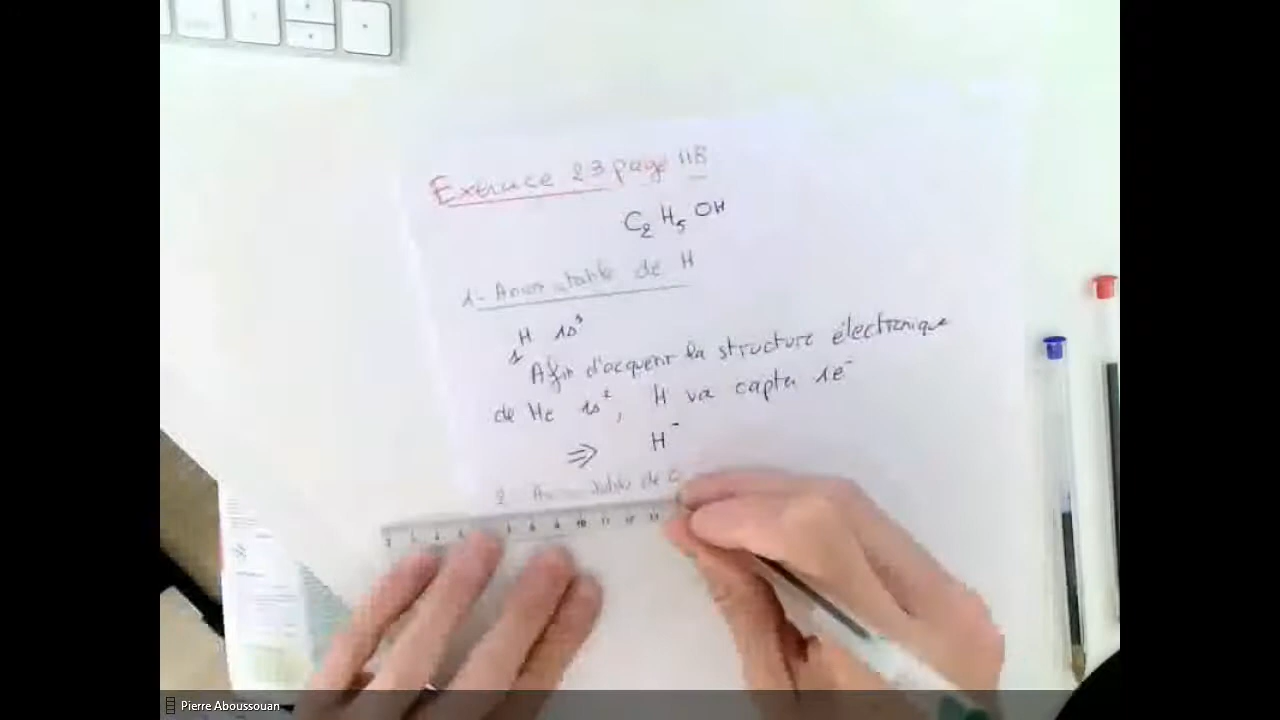 Exercice 23 page 118
C₂ H₅ OH
1- Anion stable de H
₁H 1s¹
Afin d'acquérir la structure électronique
de He 1s², H va capter 1e⁻
⇒ H⁻
2 Anion stable de O
Pierre Aboussouan